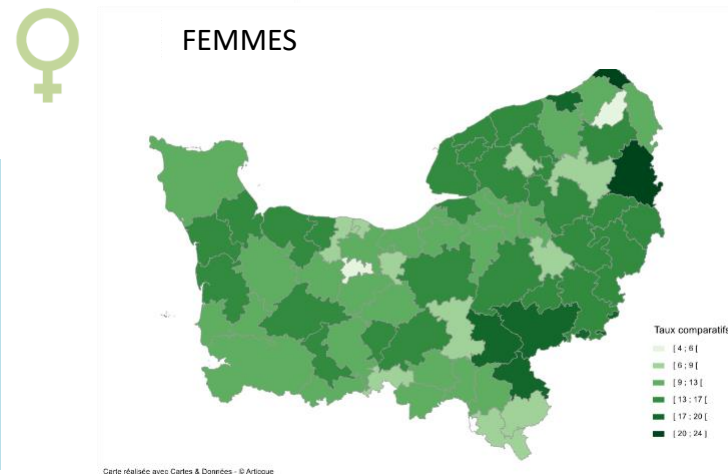 FEMMES
Taux comparatifs
[ 4 ; 6 [
[ 6 ; 9 [
[ 9 ; 13 [
[ 13 ; 17 [
[ 17 ; 20 [
[ 20 ; 24 ]
Carte réalisée avec Cartes & Données - © Articque